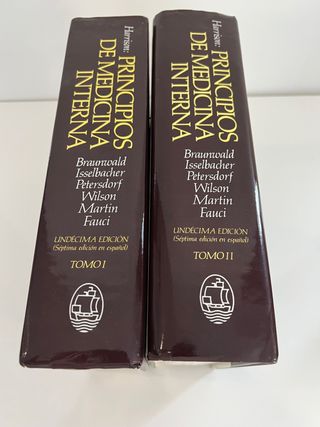 Harrison:
PRINCIPIOS
DE MEDICINA
INTERNA
Braunwald
Isselbacher
Petersdorf
Wilson
Martin
Fauci
UNDÉCIMA EDICIÓN
(Séptima edición en español)
TOMO I
Harrison:
PRINCIPIOS
DE MEDICINA
INTERNA
Braunwald
Isselbacher
Petersdorf
Wilson
Martin
Fauci
UNDÉCIMA EDICIÓN
(Séptima edición en español)
TOMO II